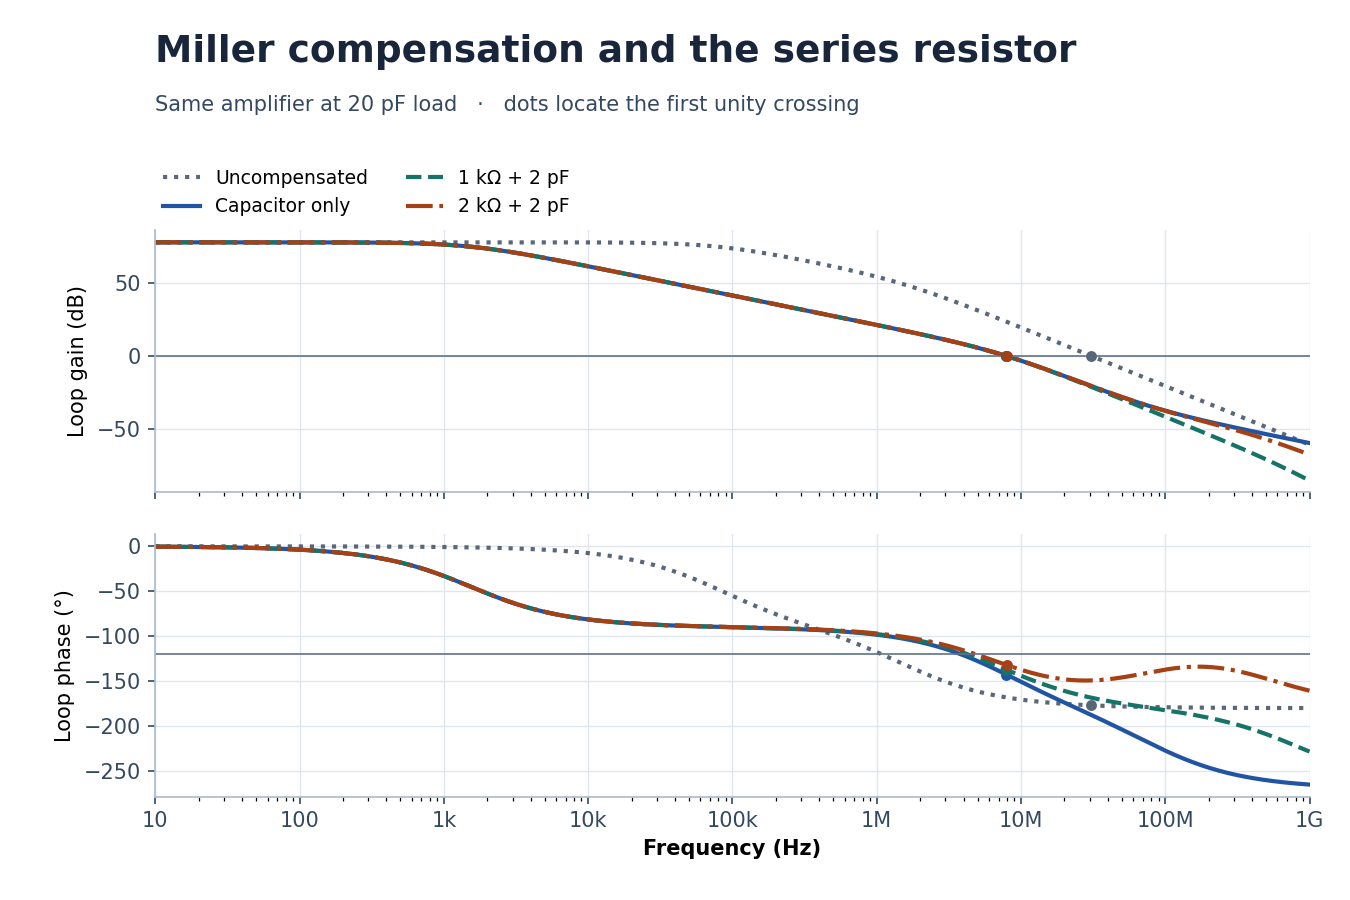 Miller compensation and the series resistor
Same amplifier at 20 pF load · dots locate the first unity crossing
Uncompensated
Capacitor only
1 kΩ + 2 pF
2 kΩ + 2 pF
Loop gain (dB)
50
0
−50
Loop phase (°)
0
−50
−100
−150
−200
−250
10
100
1k
10k
100k
1M
10M
100M
1G
Frequency (Hz)